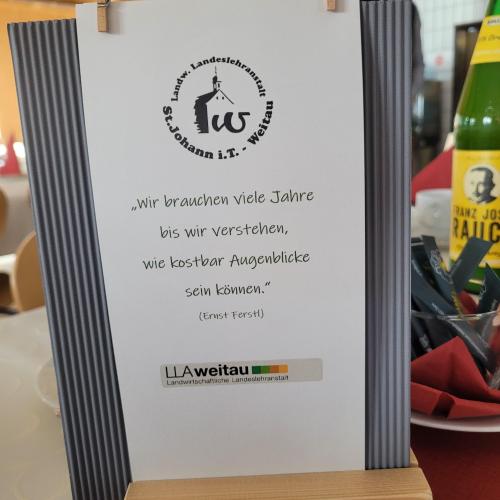 Landw. Landeslehranstalt
St.Johann i.T. - Weitau
w
„Wir brauchen viele Jahre
bis wir verstehen,
wie kostbar Augenblicke
sein können."
(Ernst Ferstl)
LLAweitau
Landwirtschaftliche Landeslehranstalt
FRANZ JOS
RAUC